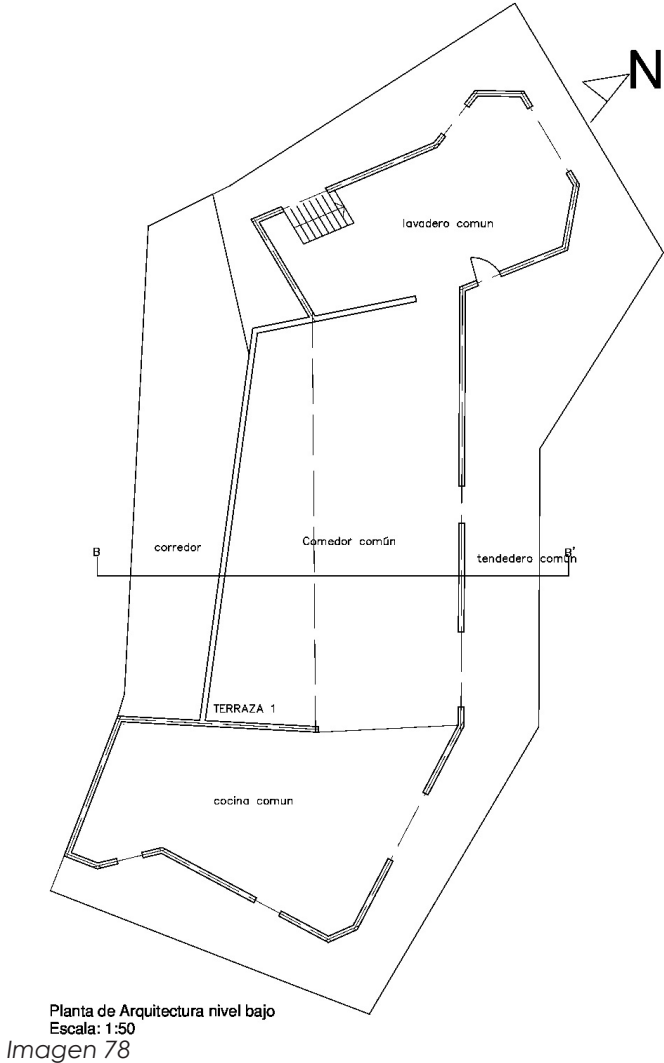 N
lavadero comun
Comedor común
B
corredor
tendedero común
B'
TERRAZA 1
cocina comun
Planta de Arquitectura nivel bajo
Escala: 1:50
Imagen 78